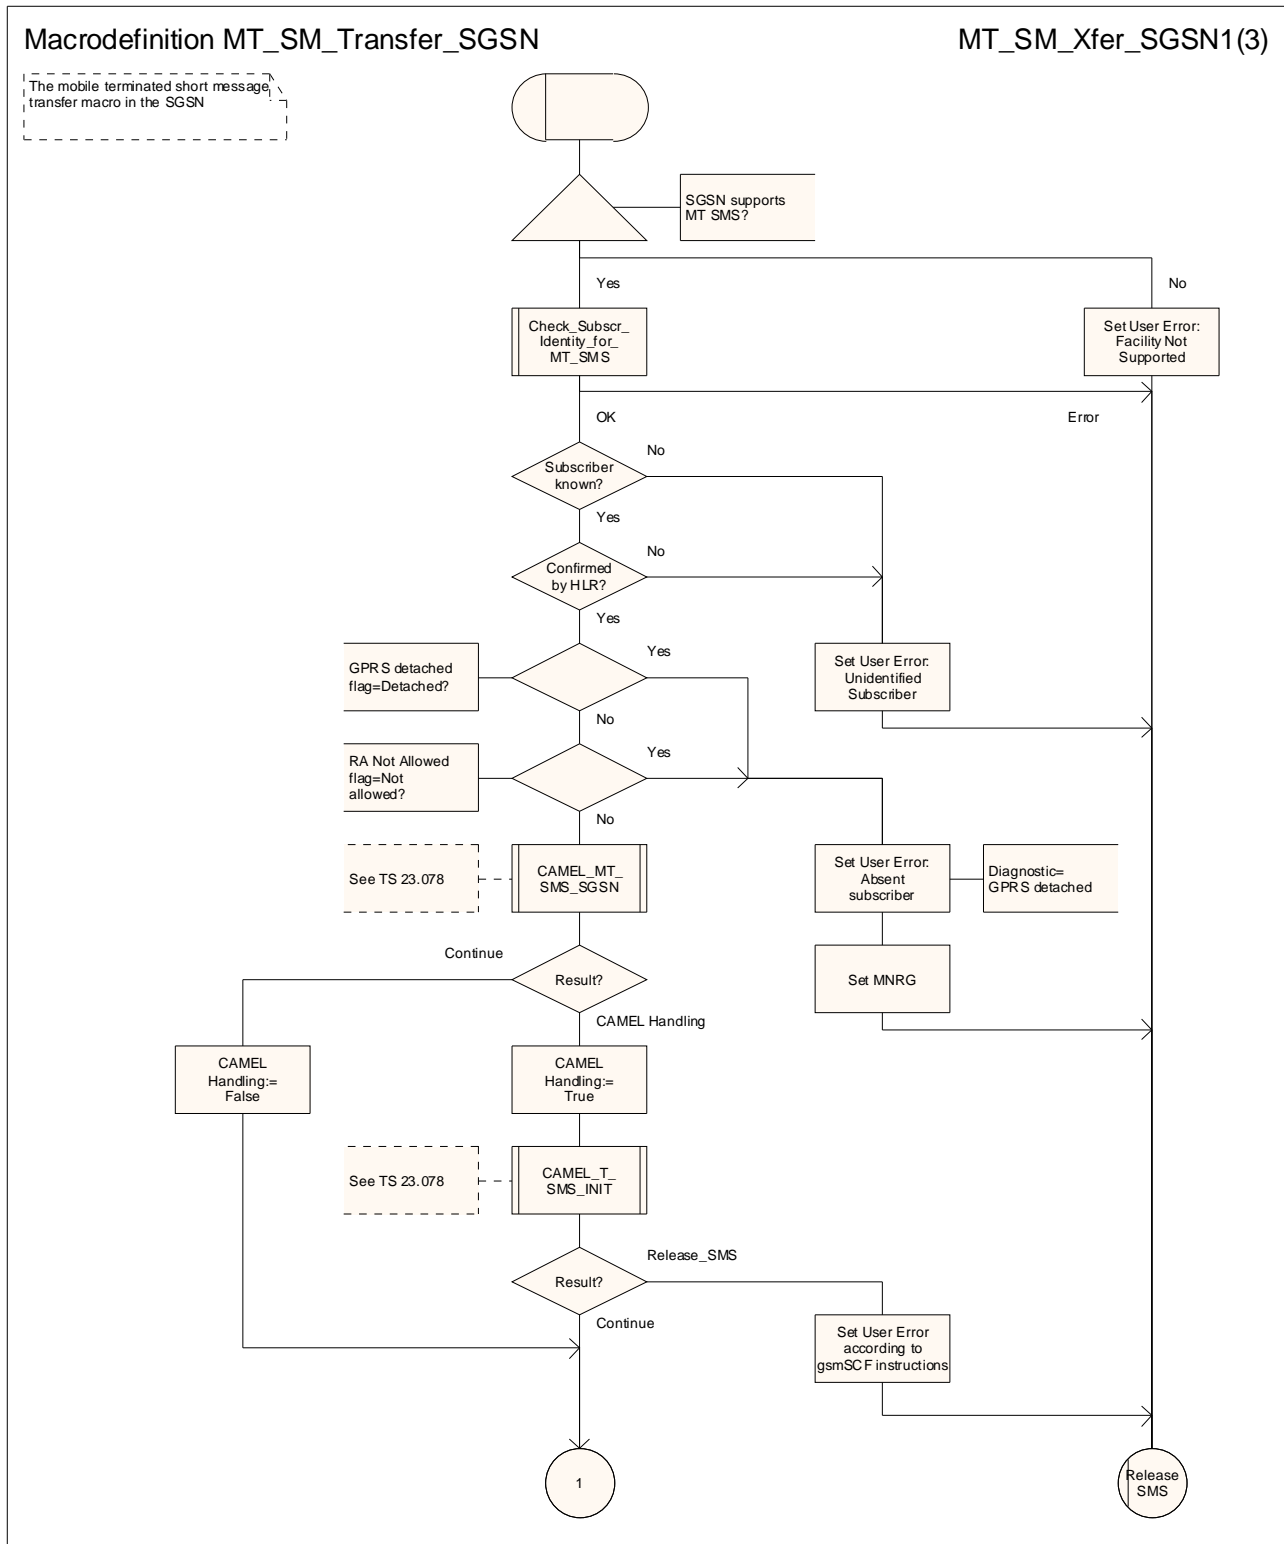 Macrodefinition MT_SM_Transfer_SGSN
MT_SM_Xfer_SGSN1(3)
The mobile terminated short message
transfer macro in the SGSN
SGSN supports
MT SMS?
Yes
No
Check_Subscr_
Identity_for_
MT_SMS
Set User Error:
Facility Not
Supported
OK
Error
Subscriber
known?
No
Yes
Confirmed
by HLR?
No
Yes
GPRS detached
flag=Detached?
Yes
Set User Error:
Unidentified
Subscriber
No
RA Not Allowed
flag=Not
allowed?
Yes
No
See TS 23.078
CAMEL_MT_
SMS_SGSN
Set User Error:
Absent
subscriber
Diagnostic=
GPRS detached
Continue
Result?
Set MNRG
CAMEL Handling
CAMEL
Handling:=
False
CAMEL
Handling:=
True
See TS 23.078
CAMEL_T_
SMS_INIT
Result?
Release_SMS
Continue
Set User Error
according to
gsmSCF instructions
1
Release
SMS